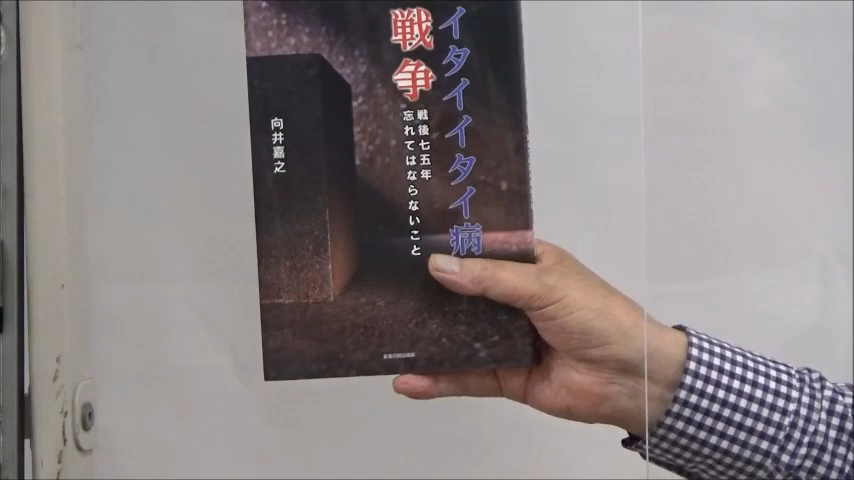 イタイイタイ病
戦争
戦後七五年
忘れてはならないこと
向井嘉之